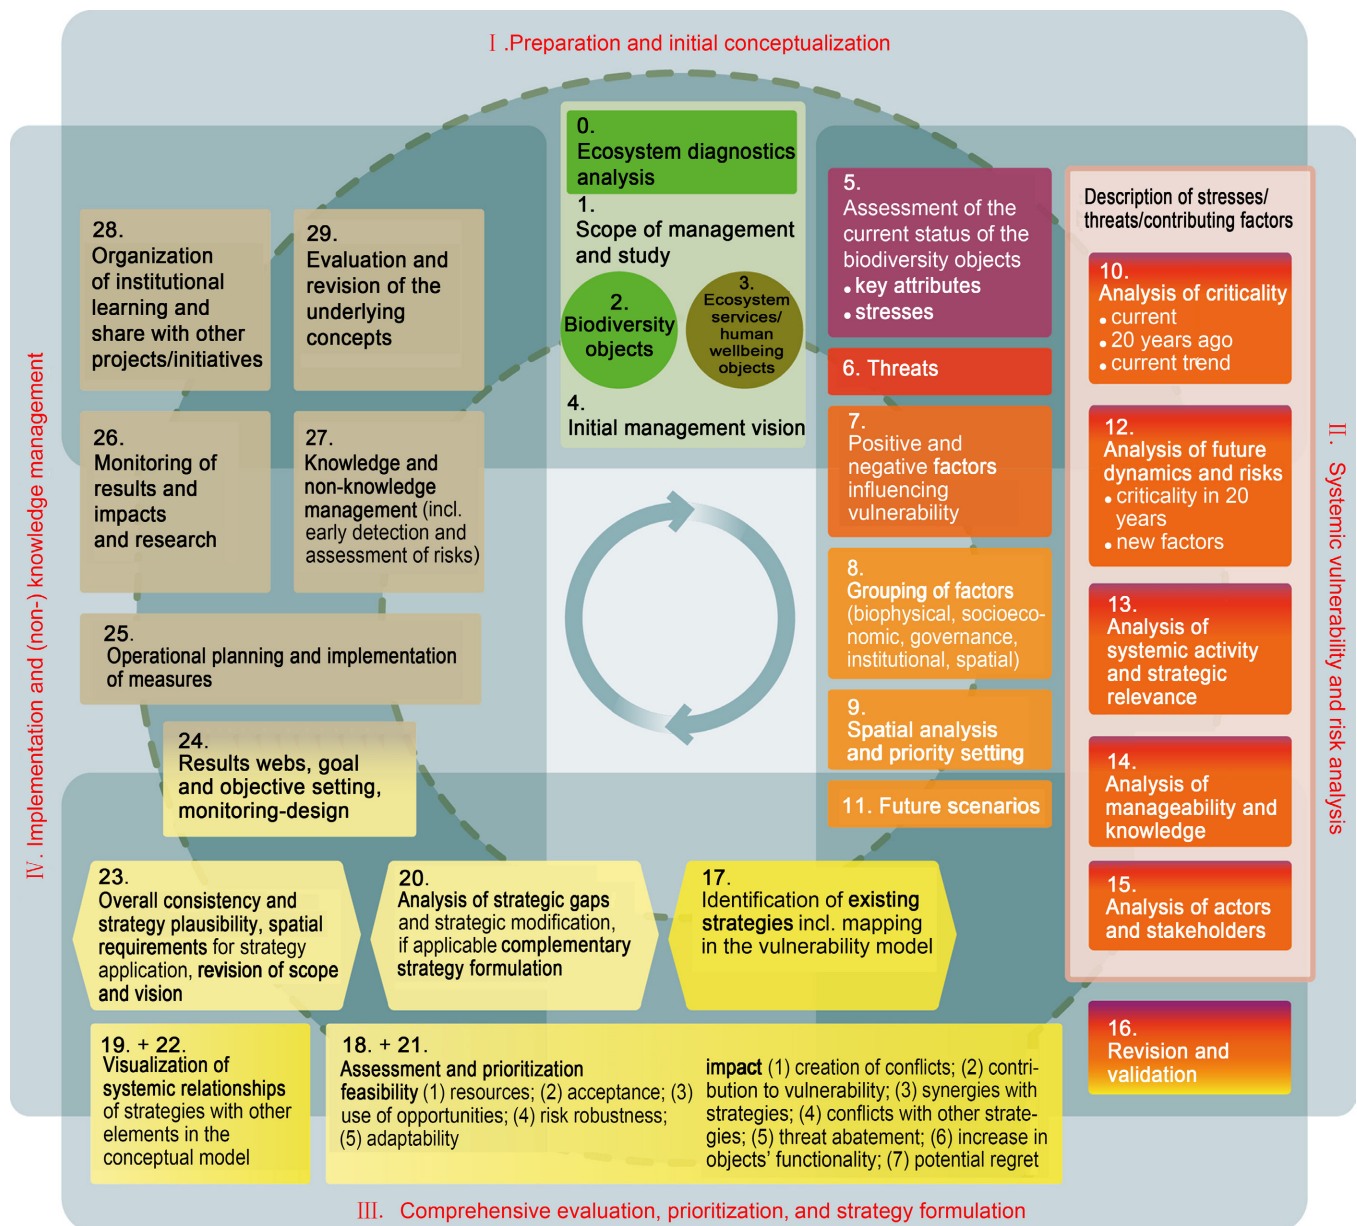 Ⅰ.Preparation and initial conceptualization
0.
Ecosystem diagnostics
analysis
1.
Scope of management
and study
2.
Biodiversity
objects
3.
Ecosystem
services/
human
wellbeing
objects
4.
Initial management vision
5.
Assessment of the
current status of the
biodiversity objects
• key attributes
• stresses
6. Threats
7.
Positive and
negative factors
influencing
vulnerability
8.
Grouping of factors
(biophysical, socioeco-
nomic, governance,
institutional, spatial)
9.
Spatial analysis
and priority setting
11. Future scenarios
Description of stresses/
threats/contributing factors
10.
Analysis of criticality
• current
• 20 years ago
• current trend
12.
Analysis of future
dynamics and risks
• criticality in 20
years
• new factors
13.
Analysis of
systemic activity
and strategic
relevance
14.
Analysis of
manageability and
knowledge
15.
Analysis of actors
and stakeholders
16.
Revision and
validation
Ⅱ. Systemic vulnerability and risk analysis
17.
Identification of existing
strategies incl. mapping
in the vulnerability model
18. + 21.
Assessment and prioritization
feasibility (1) resources; (2) acceptance; (3)
use of opportunities; (4) risk robustness;
(5) adaptability
impact (1) creation of conflicts; (2) contri-
bution to vulnerability; (3) synergies with
strategies; (4) conflicts with other strate-
gies; (5) threat abatement; (6) increase in
objects' functionality; (7) potential regret
19. + 22.
Visualization of
systemic relationships
of strategies with other
elements in the
conceptual model
20.
Analysis of strategic gaps
and strategic modification,
if applicable complementary
strategy formulation
23.
Overall consistency and
strategy plausibility, spatial
requirements for strategy
application, revision of scope
and vision
Ⅲ. Comprehensive evaluation, prioritization, and strategy formulation
24.
Results webs, goal
and objective setting,
monitoring-design
25.
Operational planning and implementation
of measures
26.
Monitoring of
results and
impacts
and research
27.
Knowledge and
non-knowledge
management (incl.
early detection and
assessment of risks)
28.
Organization
of institutional
learning and
share with other
projects/initiatives
29.
Evaluation and
revision of the
underlying
concepts
Ⅳ. Implementation and (non-) knowledge management